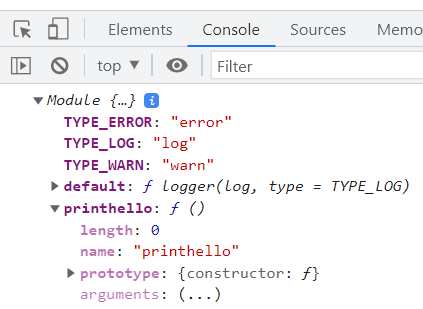 Elements Console Sources Memo
top Filter
Module {…} i
TYPE_ERROR: "error"
TYPE_LOG: "log"
TYPE_WARN: "warn"
default: ƒ logger(log, type = TYPE_LOG)
printhello: ƒ ()
length: 0
name: "printhello"
prototype: {constructor: ƒ}
arguments: (...)